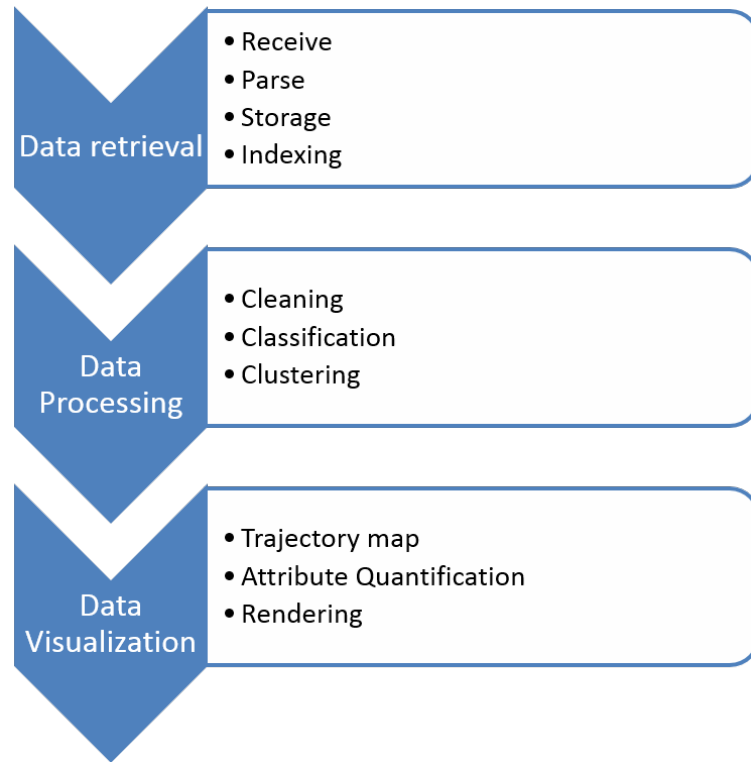 Data retrieval
• Receive
• Parse
• Storage
• Indexing
Data
Processing
• Cleaning
• Classification
• Clustering
Data
Visualization
• Trajectory map
• Attribute Quantification
• Rendering